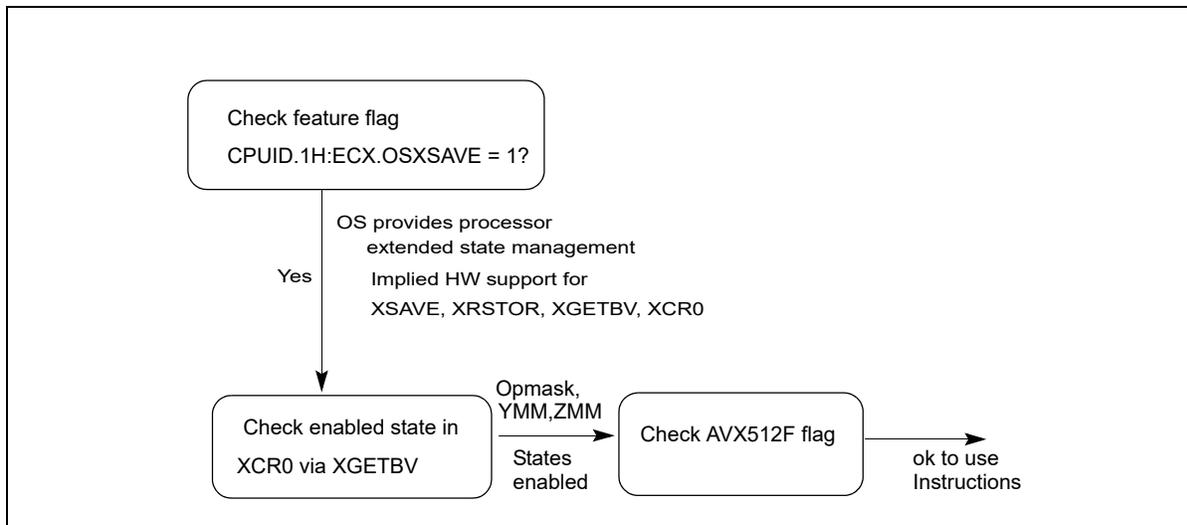 Check feature flag
CPUID.1H:ECX.OSXSAVE = 1?
OS provides processor
extended state management
Yes
Implied HW support for
XSAVE, XRSTOR, XGETBV, XCR0
Check enabled state in
XCR0 via XGETBV
Opmask,
YMM,ZMM
States
enabled
Check AVX512F flag
ok to use
Instructions